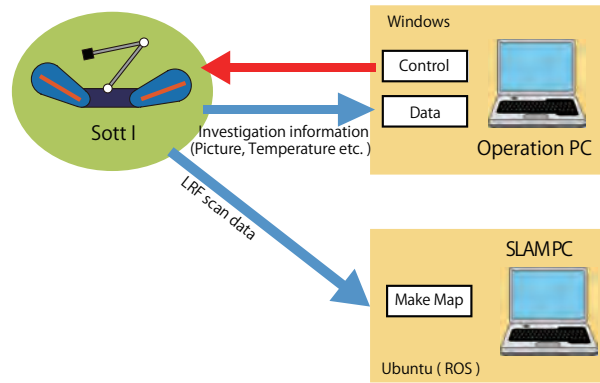 Windows
Control
Data
Operation PC
Sott I
Investigation information
(Picture, Temperature etc. )
LRF scan data
SLAM PC
Make Map
Ubuntu ( ROS )